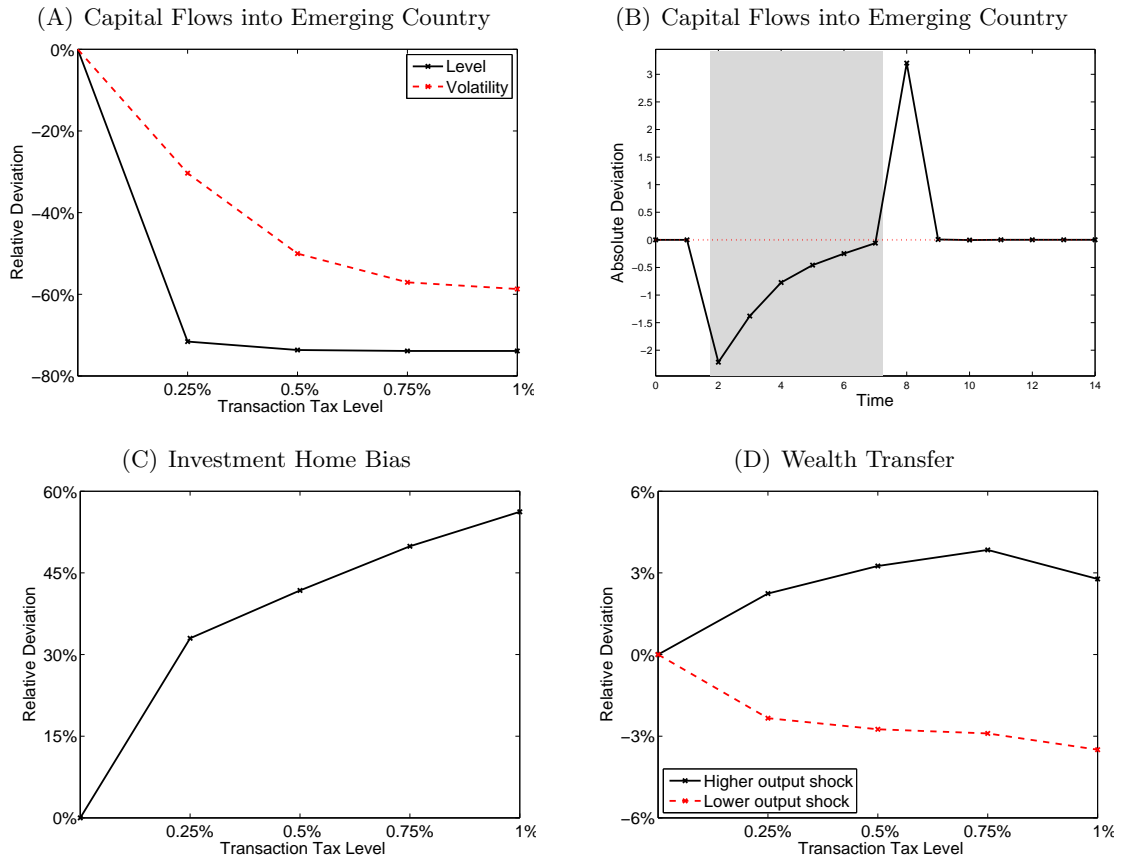 (A) Capital Flows into Emerging Country
0%
−20%
−40%
−60%
−80%
Relative Deviation
Level
Volatility
0.25%
0.5%
0.75%
1%
Transaction Tax Level
(B) Capital Flows into Emerging Country
3
2.5
2
1.5
1
0.5
0
−0.5
−1
−1.5
−2
Absolute Deviation
0
2
4
6
8
10
12
14
Time
(C) Investment Home Bias
60%
45%
30%
15%
0%
Relative Deviation
0.25%
0.5%
0.75%
1%
Transaction Tax Level
(D) Wealth Transfer
6%
3%
0%
−3%
−6%
Relative Deviation
Higher output shock
Lower output shock
0.25%
0.5%
0.75%
1%
Transaction Tax Level